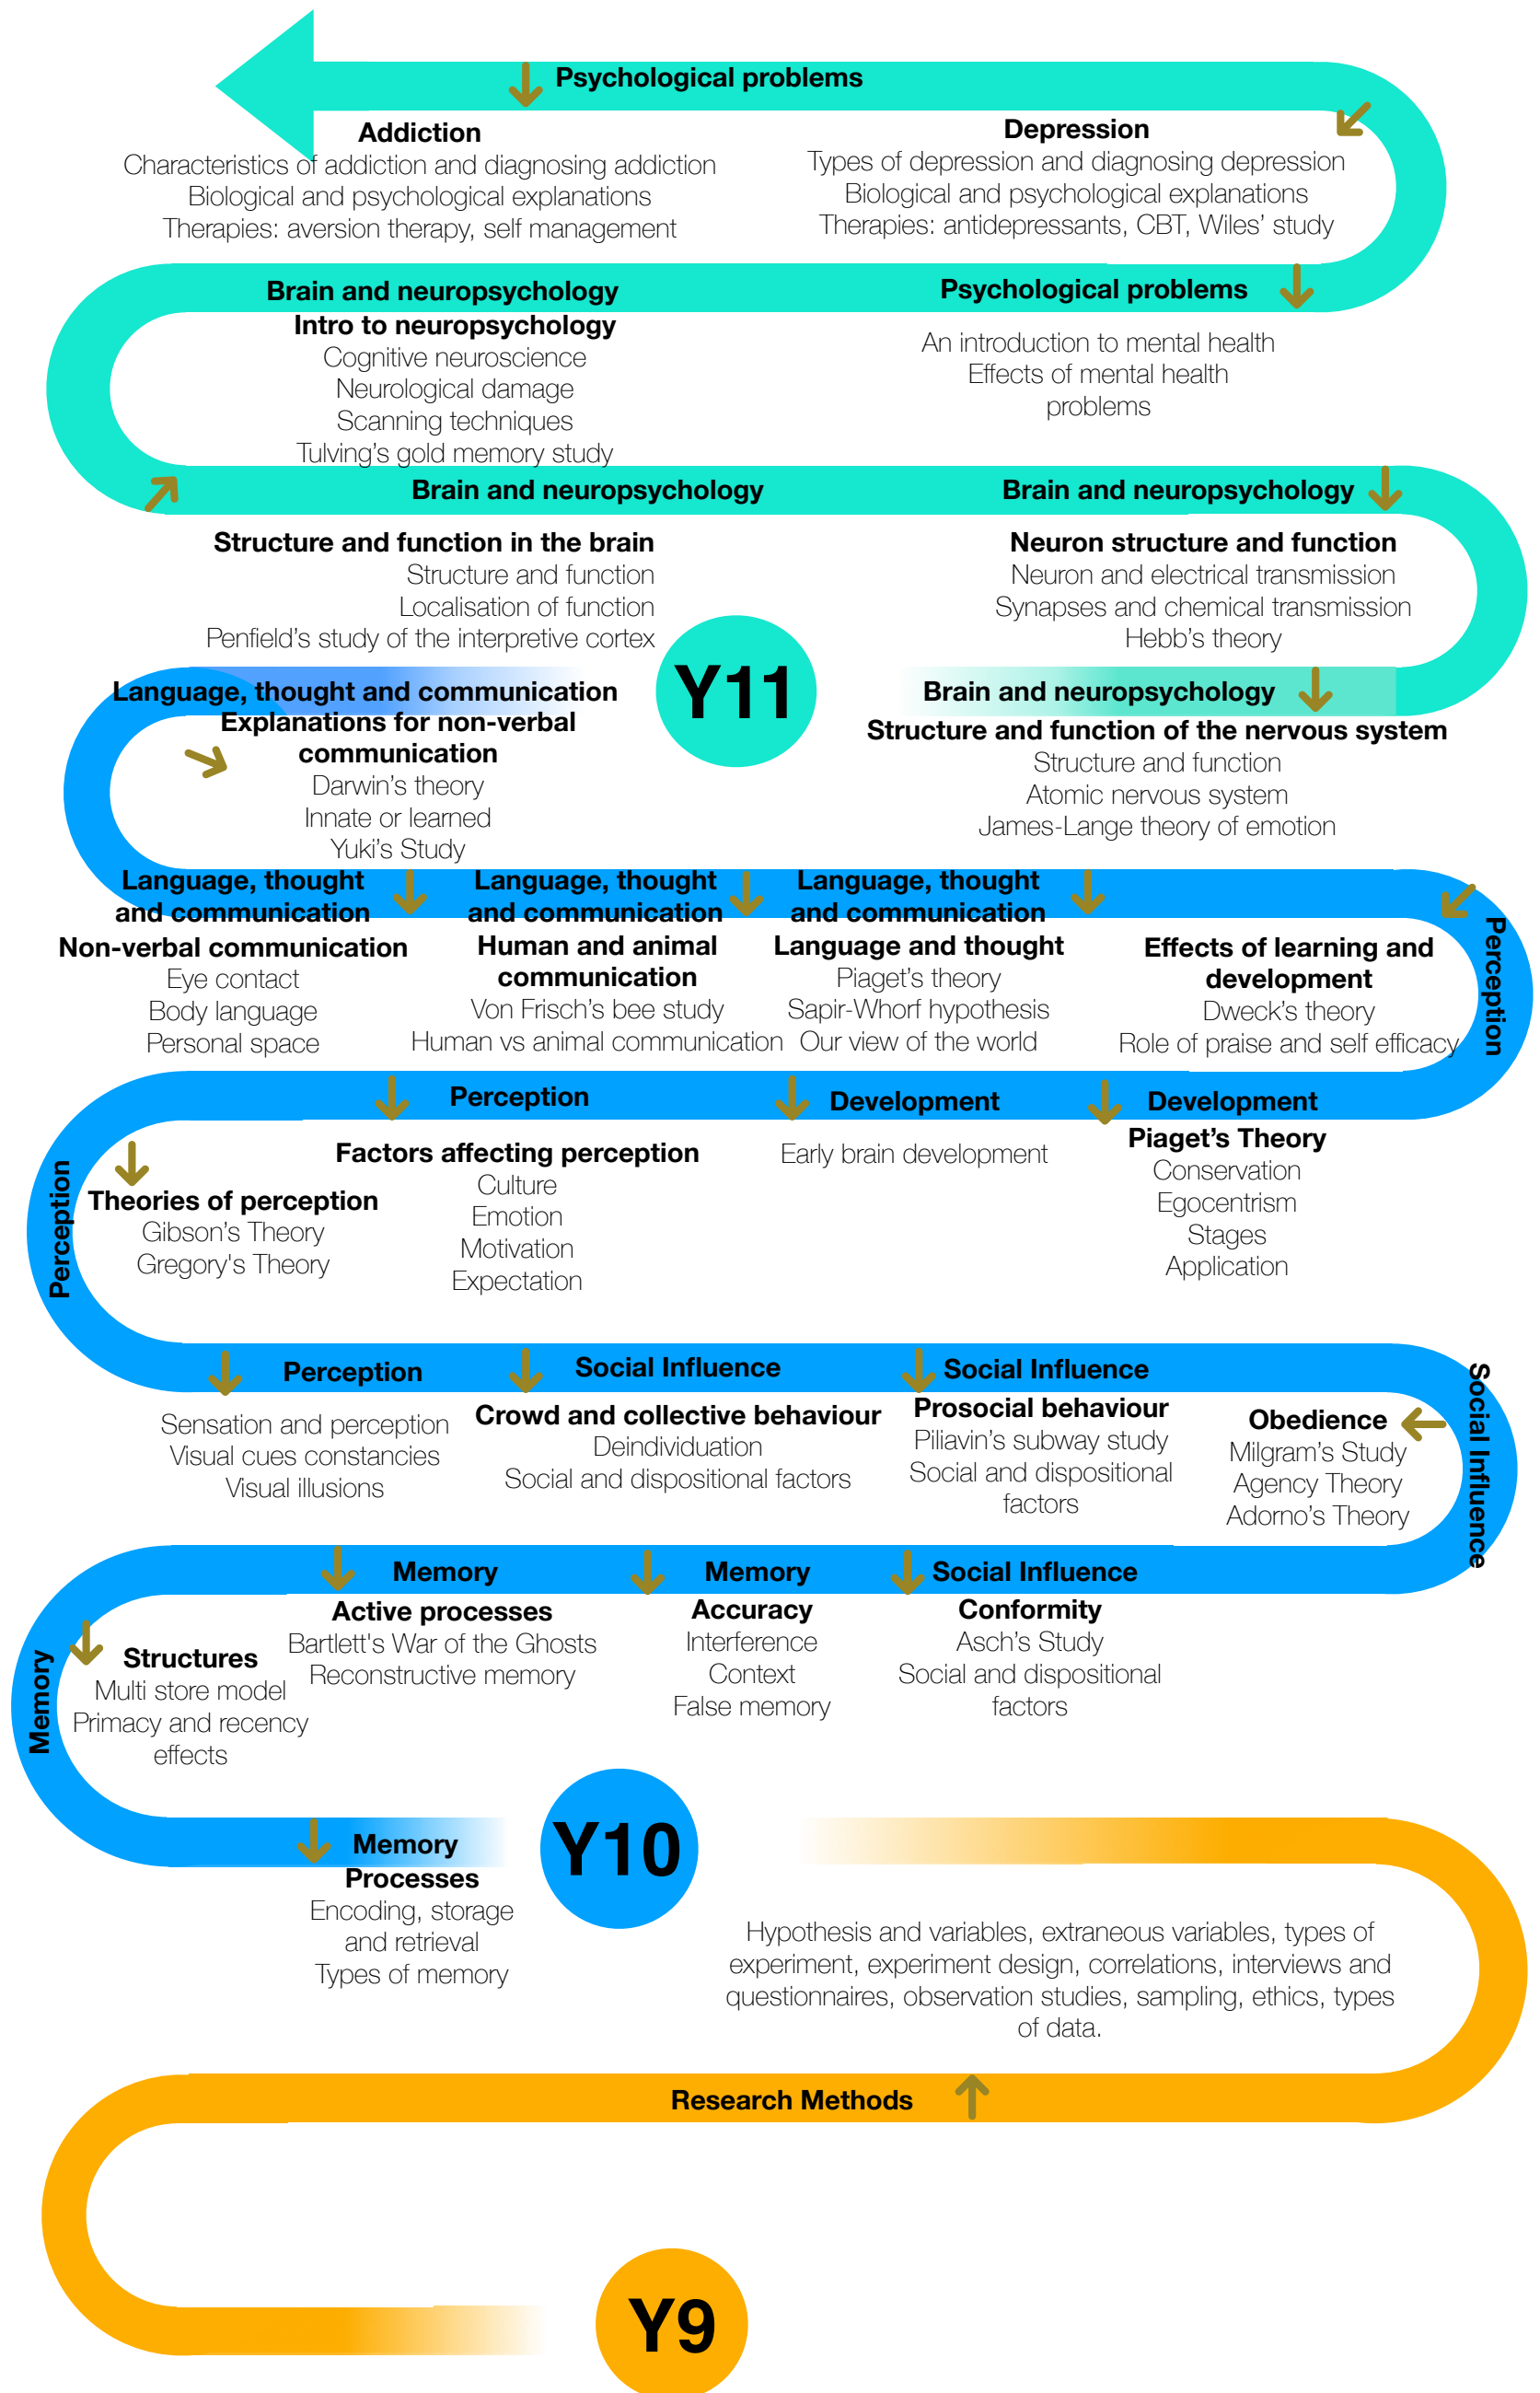 Psychological problems
Addiction
Characteristics of addiction and diagnosing addiction
Biological and psychological explanations
Therapies: aversion therapy, self management
Depression
Types of depression and diagnosing depression
Biological and psychological explanations
Therapies: antidepressants, CBT, Wiles’ study
Brain and neuropsychology
Intro to neuropsychology
Cognitive neuroscience
Neurological damage
Scanning techniques
Tulving’s gold memory study
Psychological problems
An introduction to mental health
Effects of mental health
problems
Brain and neuropsychology
Structure and function in the brain
Structure and function
Localisation of function
Penfield’s study of the interpretive cortex
Brain and neuropsychology
Neuron structure and function
Neuron and electrical transmission
Synapses and chemical transmission
Hebb’s theory
Language, thought and communication
Explanations for non-verbal
communication
Darwin’s theory
Innate or learned
Yuki’s Study
Y11
Brain and neuropsychology
Structure and function of the nervous system
Structure and function
Atomic nervous system
James-Lange theory of emotion
Language, thought
and communication
Non-verbal communication
Eye contact
Body language
Personal space
Language, thought
and communication
Human and animal
communication
Von Frisch’s bee study
Human vs animal communication
Language, thought
and communication
Language and thought
Piaget’s theory
Sapir-Whorf hypothesis
Our view of the world
Effects of learning and
development
Dweck’s theory
Role of praise and self efficacy
Perception
Perception
Theories of perception
Gibson’s Theory
Gregory's Theory
Perception
Factors affecting perception
Culture
Emotion
Motivation
Expectation
Development
Early brain development
Development
Piaget’s Theory
Conservation
Egocentrism
Stages
Application
Perception
Sensation and perception
Visual cues constancies
Visual illusions
Social Influence
Crowd and collective behaviour
Deindividuation
Social and dispositional factors
Social Influence
Prosocial behaviour
Piliavin’s subway study
Social and dispositional
factors
Obedience
Milgram’s Study
Agency Theory
Adorno’s Theory
Social Influence
Memory
Structures
Multi store model
Primacy and recency
effects
Memory
Active processes
Bartlett's War of the Ghosts
Reconstructive memory
Memory
Accuracy
Interference
Context
False memory
Social Influence
Conformity
Asch’s Study
Social and dispositional
factors
Memory
Processes
Encoding, storage
and retrieval
Types of memory
Y10
Hypothesis and variables, extraneous variables, types of
experiment, experiment design, correlations, interviews and
questionnaires, observation studies, sampling, ethics, types
of data.
Research Methods
Y9